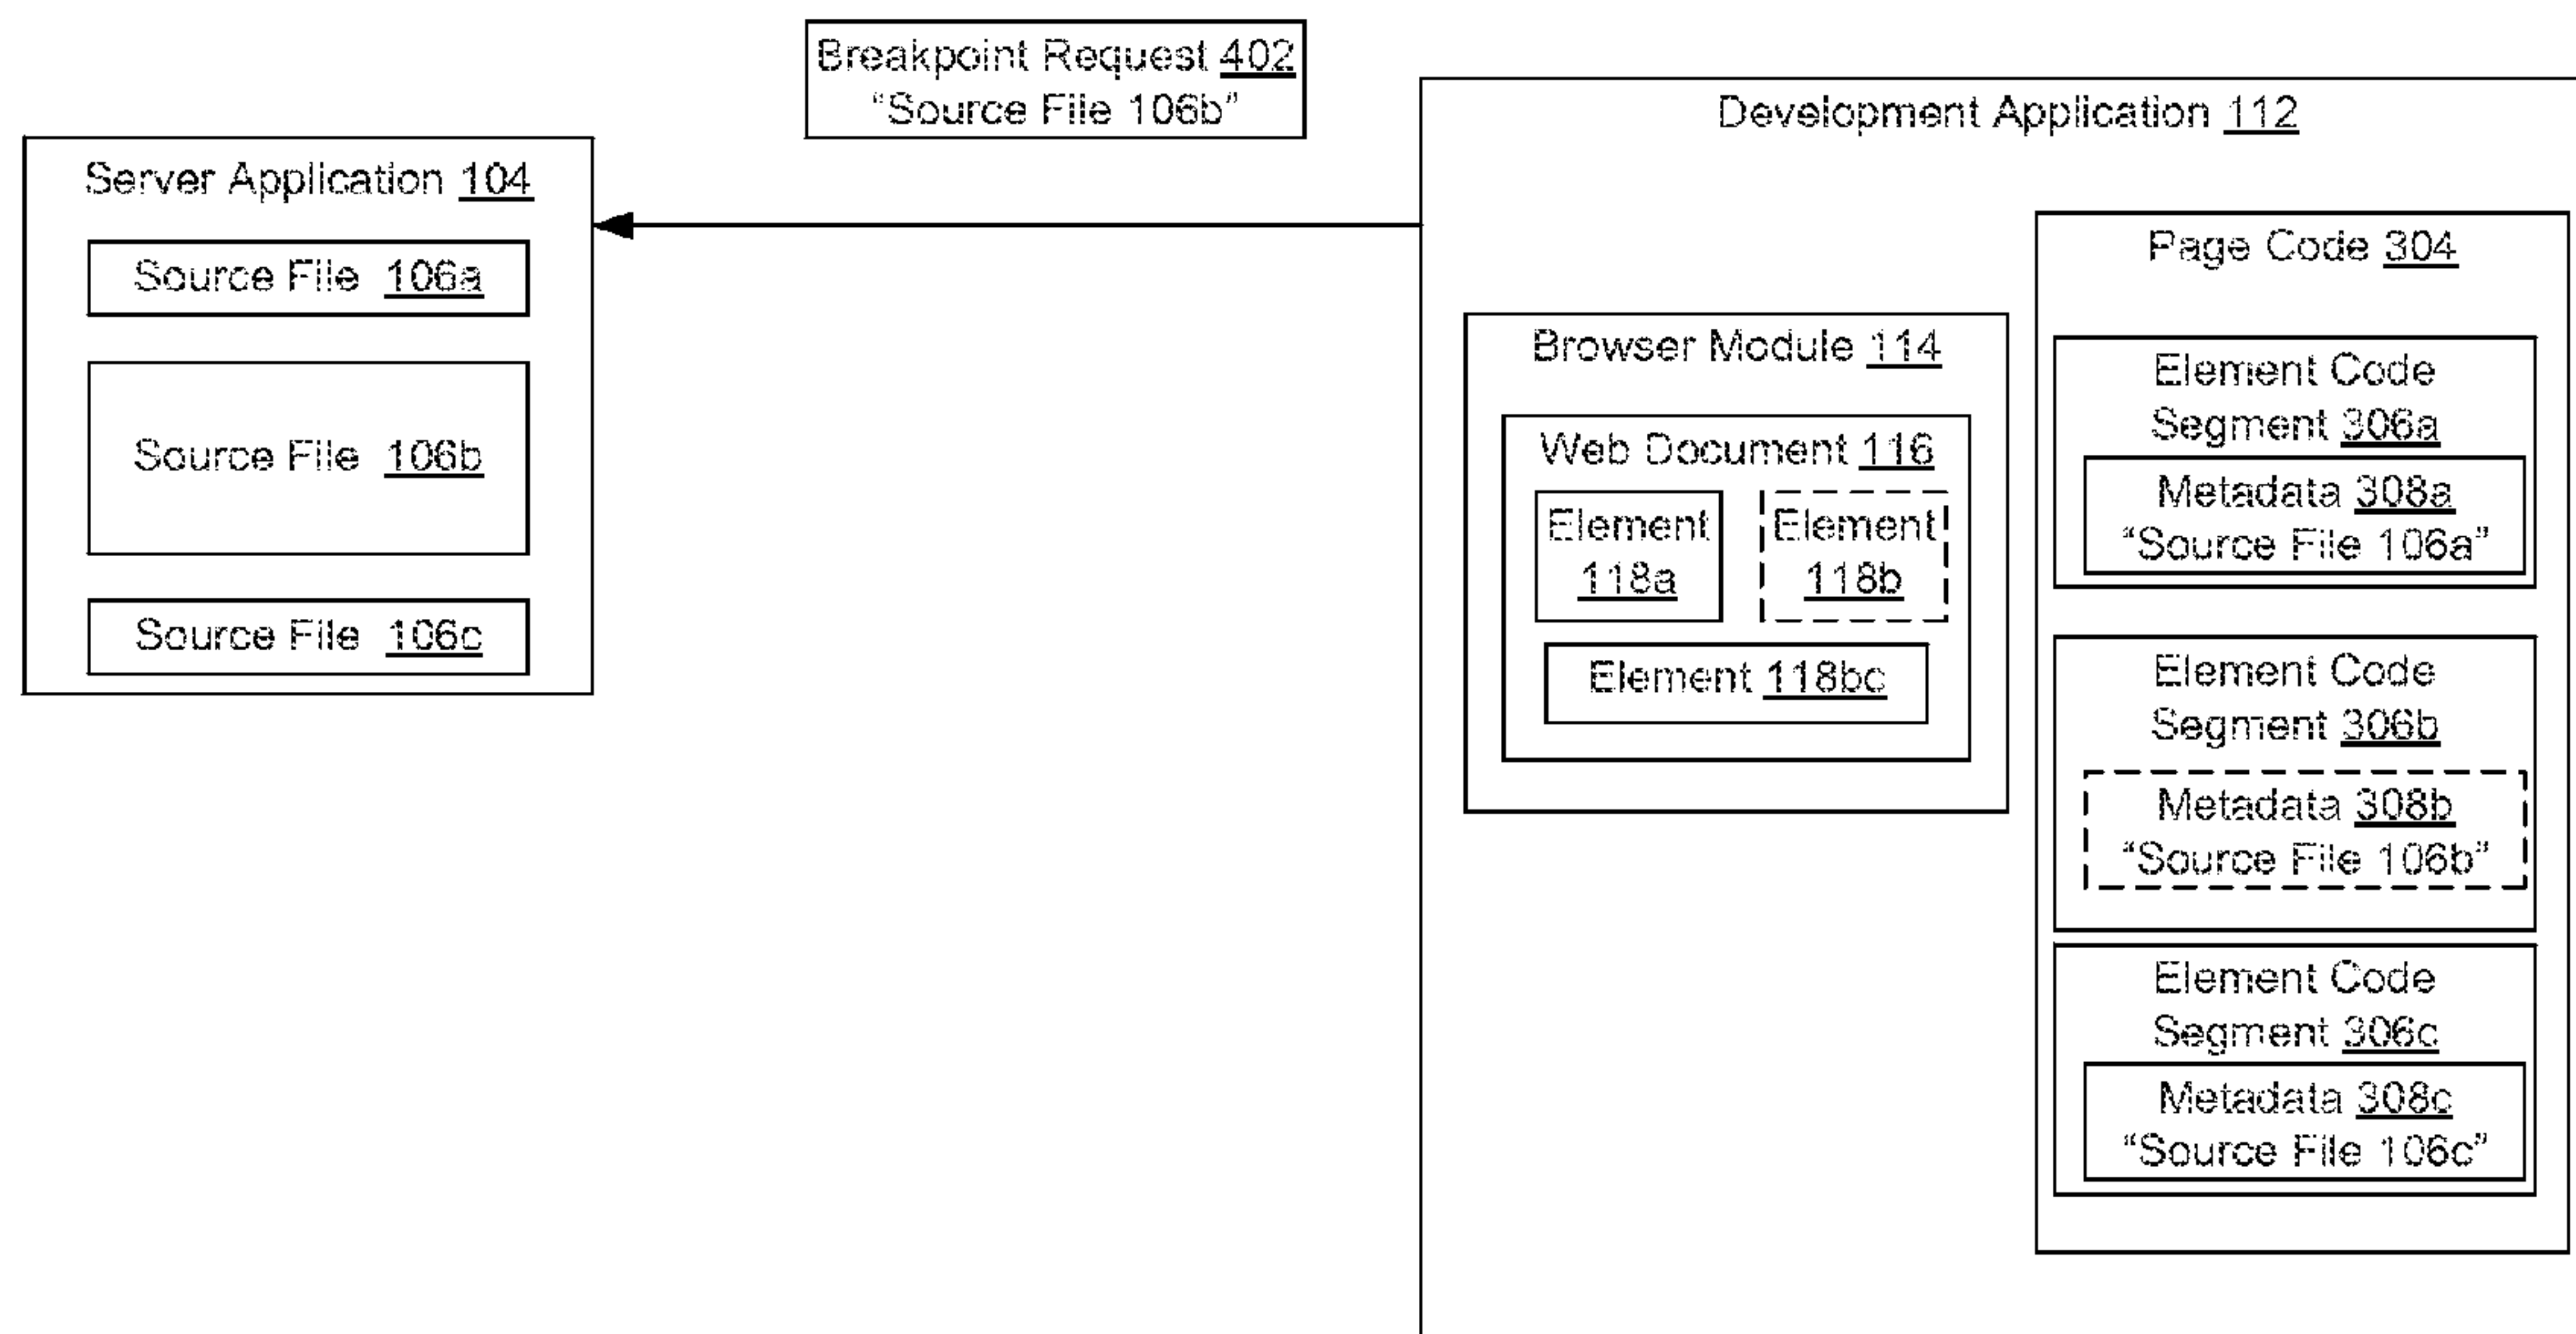 Breakpoint Request 402
“Source File 106b”
Development Application 112
Server Application 104
Source File 106a
Source File 106b
Source File 106c
Browser Module 114
Web Document 116
Element
118a
Element
118b
Element 118bc
Page Code 304
Element Code
Segment 306a
Metadata 308a
“Source File 106a”
Element Code
Segment 306b
Metadata 308b
“Source File 106b”
Element Code
Segment 306c
Metadata 308c
“Source File 106c”